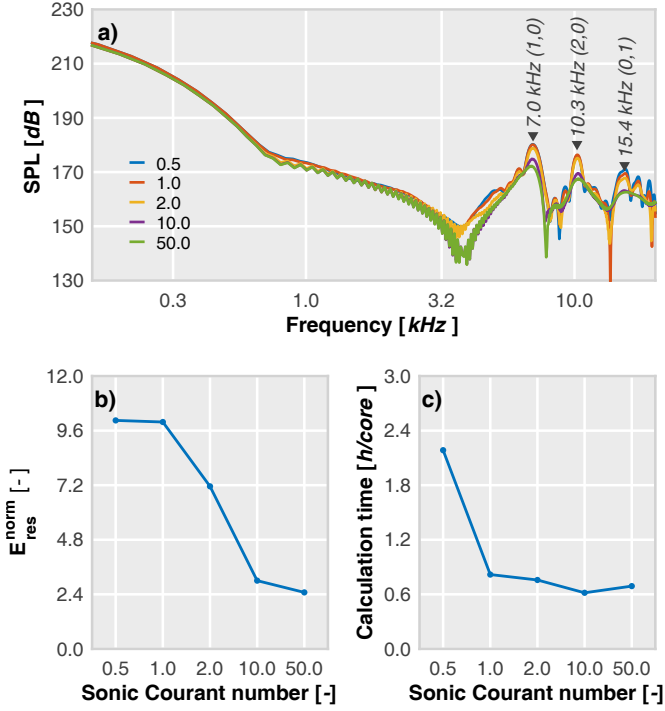 a)
230
210
190
170
150
130
SPL [dB]
0.5
1.0
2.0
10.0
50.0
7.0 kHz (1,0)
10.3 kHz (2,0)
15.4 kHz (0,1)
0.3
1.0
3.2
10.0
Frequency [kHz ]
b)
12.0
9.6
7.2
4.8
2.4
0.0
E_res^norm [-]
0.5 1.0 2.0 10.0 50.0
Sonic Courant number [-]
c)
3.0
2.4
1.8
1.2
0.6
0.0
Calculation time [h/core]
0.5 1.0 2.0 10.0 50.0
Sonic Courant number [-]